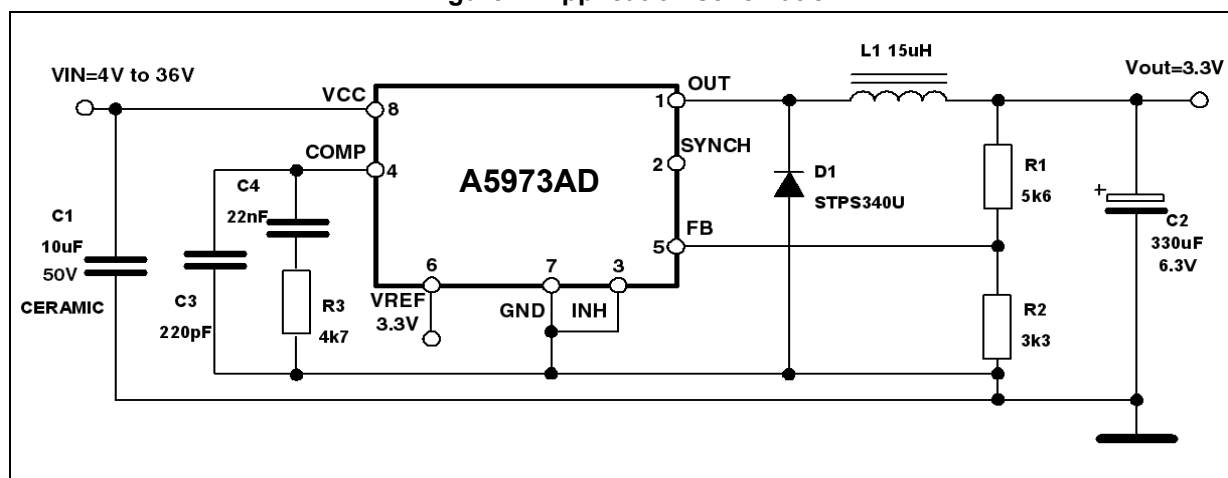 VIN=4V to 36V
VCC
8
COMP
4
A5973AD
1
OUT
2
SYNCH
5
FB
6
VREF
3.3V
7
GND
3
INH
L1 15uH
Vout=3.3V
C1
10uF
50V
CERAMIC
C4
22nF
C3
220pF
R3
4k7
D1
STPS340U
R1
5k6
R2
3k3
+
C2
330uF
6.3V